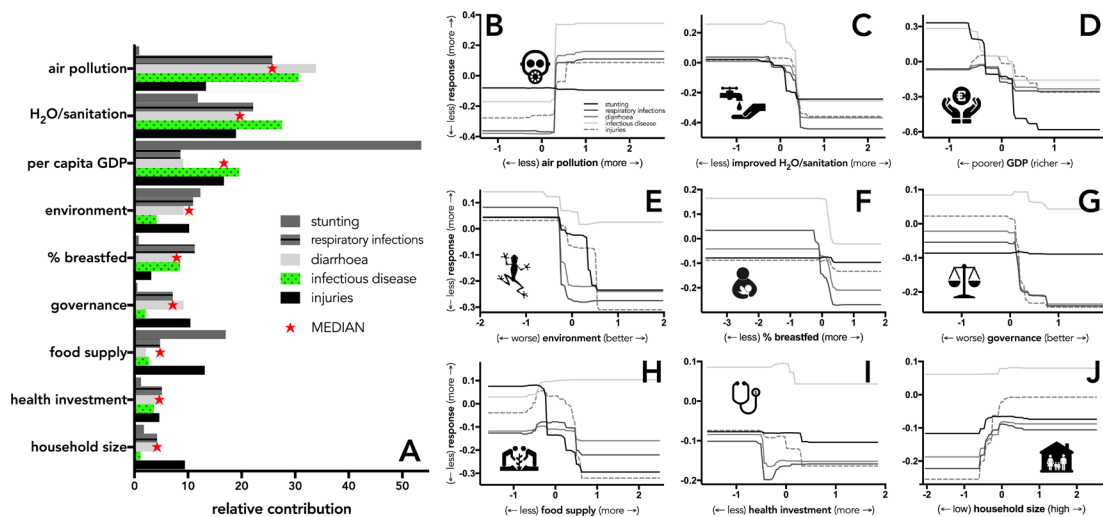 A
air pollution
H₂O/sanitation
per capita GDP
environment
% breastfed
governance
food supply
health investment
household size
stunting
respiratory infections
diarrhoea
infectious disease
injuries
MEDIAN
0 10 20 30 40 50
relative contribution
B
(← less) response (more →)
0.4
0.2
0.0
-0.2
-0.4
stunting
respiratory infections
diarrhoea
infectious disease
injuries
-1 0 1 2
(← less) air pollution (more →)
C
0.4
0.2
0.0
-0.2
-0.4
-1 0 1 2
(← less) improved H₂O/sanitation (more →)
D
0.3
0.0
-0.3
-0.6
-1 0 1 2
(← poorer) GDP (richer →)
E
(← less) response (more →)
0.1
0.0
-0.1
-0.2
-0.3
-2 -1 0 1 2
(← worse) environment (better →)
F
0.2
0.1
0.0
-0.1
-0.2
-3 -2 -1 0 1
(← less) % breastfed (more →)
G
0.1
0.0
-0.1
-0.2
-1 0 1 2
(← worse) governance (better →)
H
(← less) response (more →)
0.1
0.0
-0.1
-0.2
-0.3
-1 0 1 2
(← less) food supply (more →)
I
0.1
0.0
-0.1
-0.2
-1 0 1 2
(← less) health investment (more →)
J
0.1
0.0
-0.1
-0.2
-2 -1 0 1 2
(← low) household size (high →)